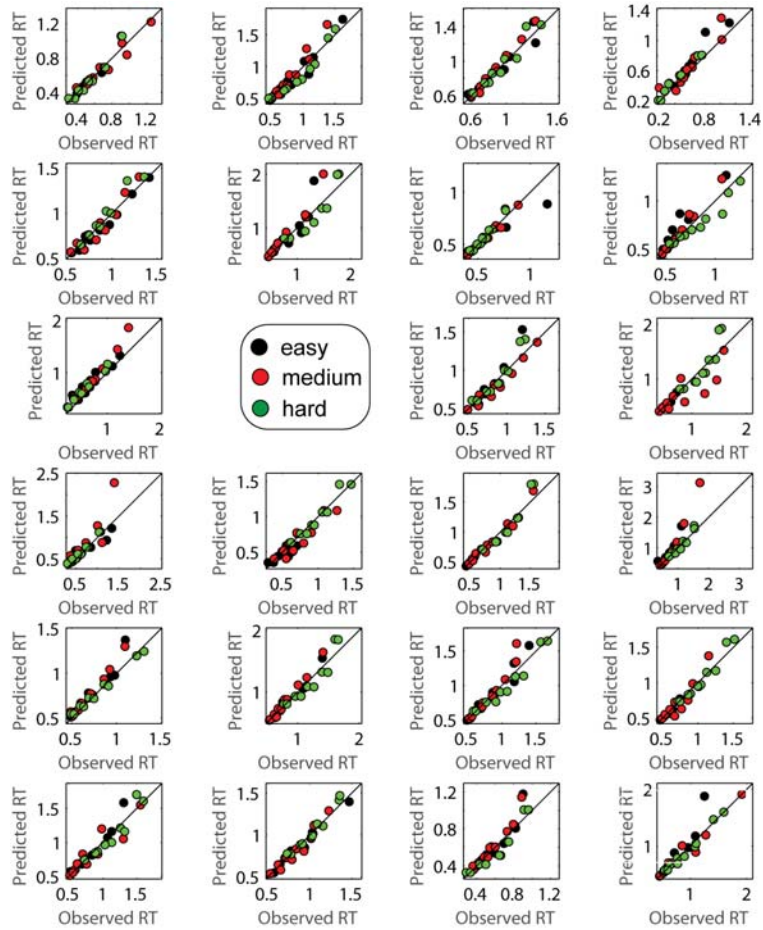 Predicted RT
1.2
0.8
0.4
0.4 0.8 1.2
Observed RT
Predicted RT
1.5
1
0.5
0.5 1 1.5
Observed RT
Predicted RT
1.6
1
0.6
0.6 1 1.6
Observed RT
Predicted RT
1.4
1
0.6
0.2
0.2 0.6 1 1.4
Observed RT
Predicted RT
1.5
1
0.5
0.5 1 1.5
Observed RT
Predicted RT
2
1
1 2
Observed RT
Predicted RT
1
0.5
0.5 1
Observed RT
Predicted RT
1
0.5
0.5 1
Observed RT
Predicted RT
2
1
1 2
Observed RT
easy
medium
hard
Predicted RT
1.5
1
0.5
0.5 1 1.5
Observed RT
Predicted RT
2
1
1 2
Observed RT
Predicted RT
2.5
1.5
0.5
0.5 1.5 2.5
Observed RT
Predicted RT
1.5
1
0.5
0.5 1 1.5
Observed RT
Predicted RT
1.5
1
0.5
0.5 1 1.5
Observed RT
Predicted RT
3
2
1
1 2 3
Observed RT
Predicted RT
1.5
1
0.5
0.5 1 1.5
Observed RT
Predicted RT
2
1
1 2
Observed RT
Predicted RT
1.5
1
0.5
0.5 1 1.5
Observed RT
Predicted RT
1.5
1
0.5
0.5 1 1.5
Observed RT
Predicted RT
1.5
1
0.5
0.5 1 1.5
Observed RT
Predicted RT
1.5
1
0.5
0.5 1 1.5
Observed RT
Predicted RT
1.2
0.8
0.4
0.4 0.8 1.2
Observed RT
Predicted RT
2
1
1 2
Observed RT